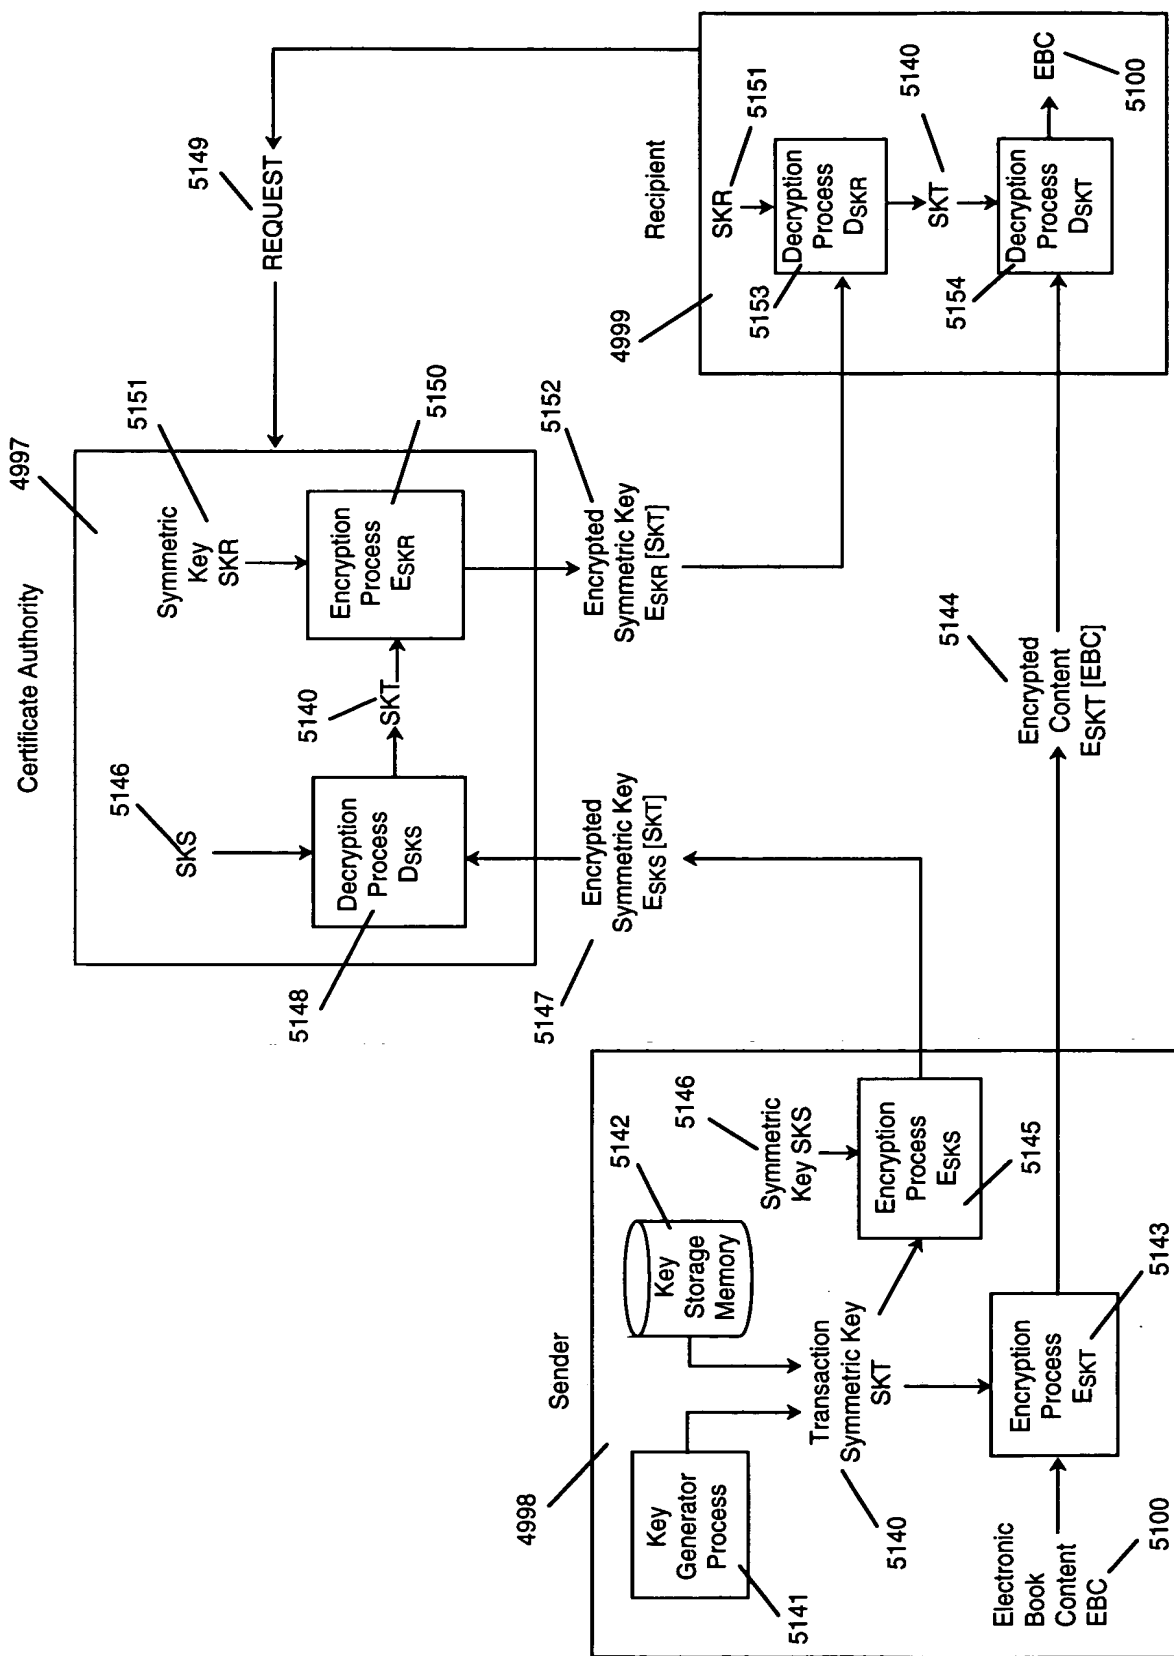 Certificate Authority
4997
5146
SKS
5140
SKT
Symmetric
Key
SKR
5151
Decryption
Process
DSKS
5148
Encryption
Process
ESKR
5150
5149
REQUEST
5147
Encrypted
Symmetric Key
ESKS [SKT]
Encrypted
Symmetric Key
ESKR [SKT]
5152
Sender
4998
Key
Generator
Process
5141
Key
Storage
Memory
5142
Transaction
Symmetric Key
SKT
5140
Symmetric
Key SKS
5146
Encryption
Process
ESKS
5145
Electronic
Book
Content
EBC
5100
Encryption
Process
ESKT
5143
Encrypted
Content
ESKT [EBC]
5144
Recipient
4999
SKR
5151
Decryption
Process
DSKR
5153
SKT
5140
Decryption
Process
DSKT
5154
EBC
5100